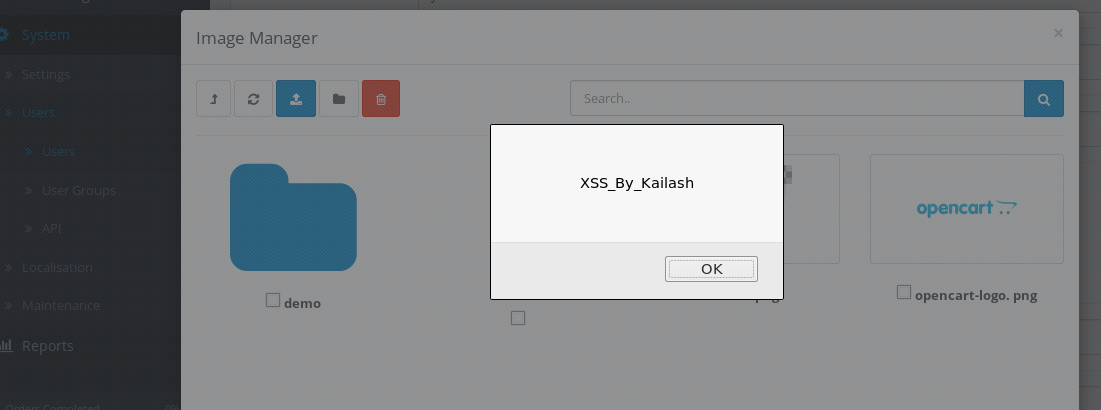 System
Image Manager
×
Settings
Search..
Users
Users
XSS_By_Kailash
User Groups
opencart
API
Localisation
OK
demo
opencart-logo. png
Maintenance
Reports